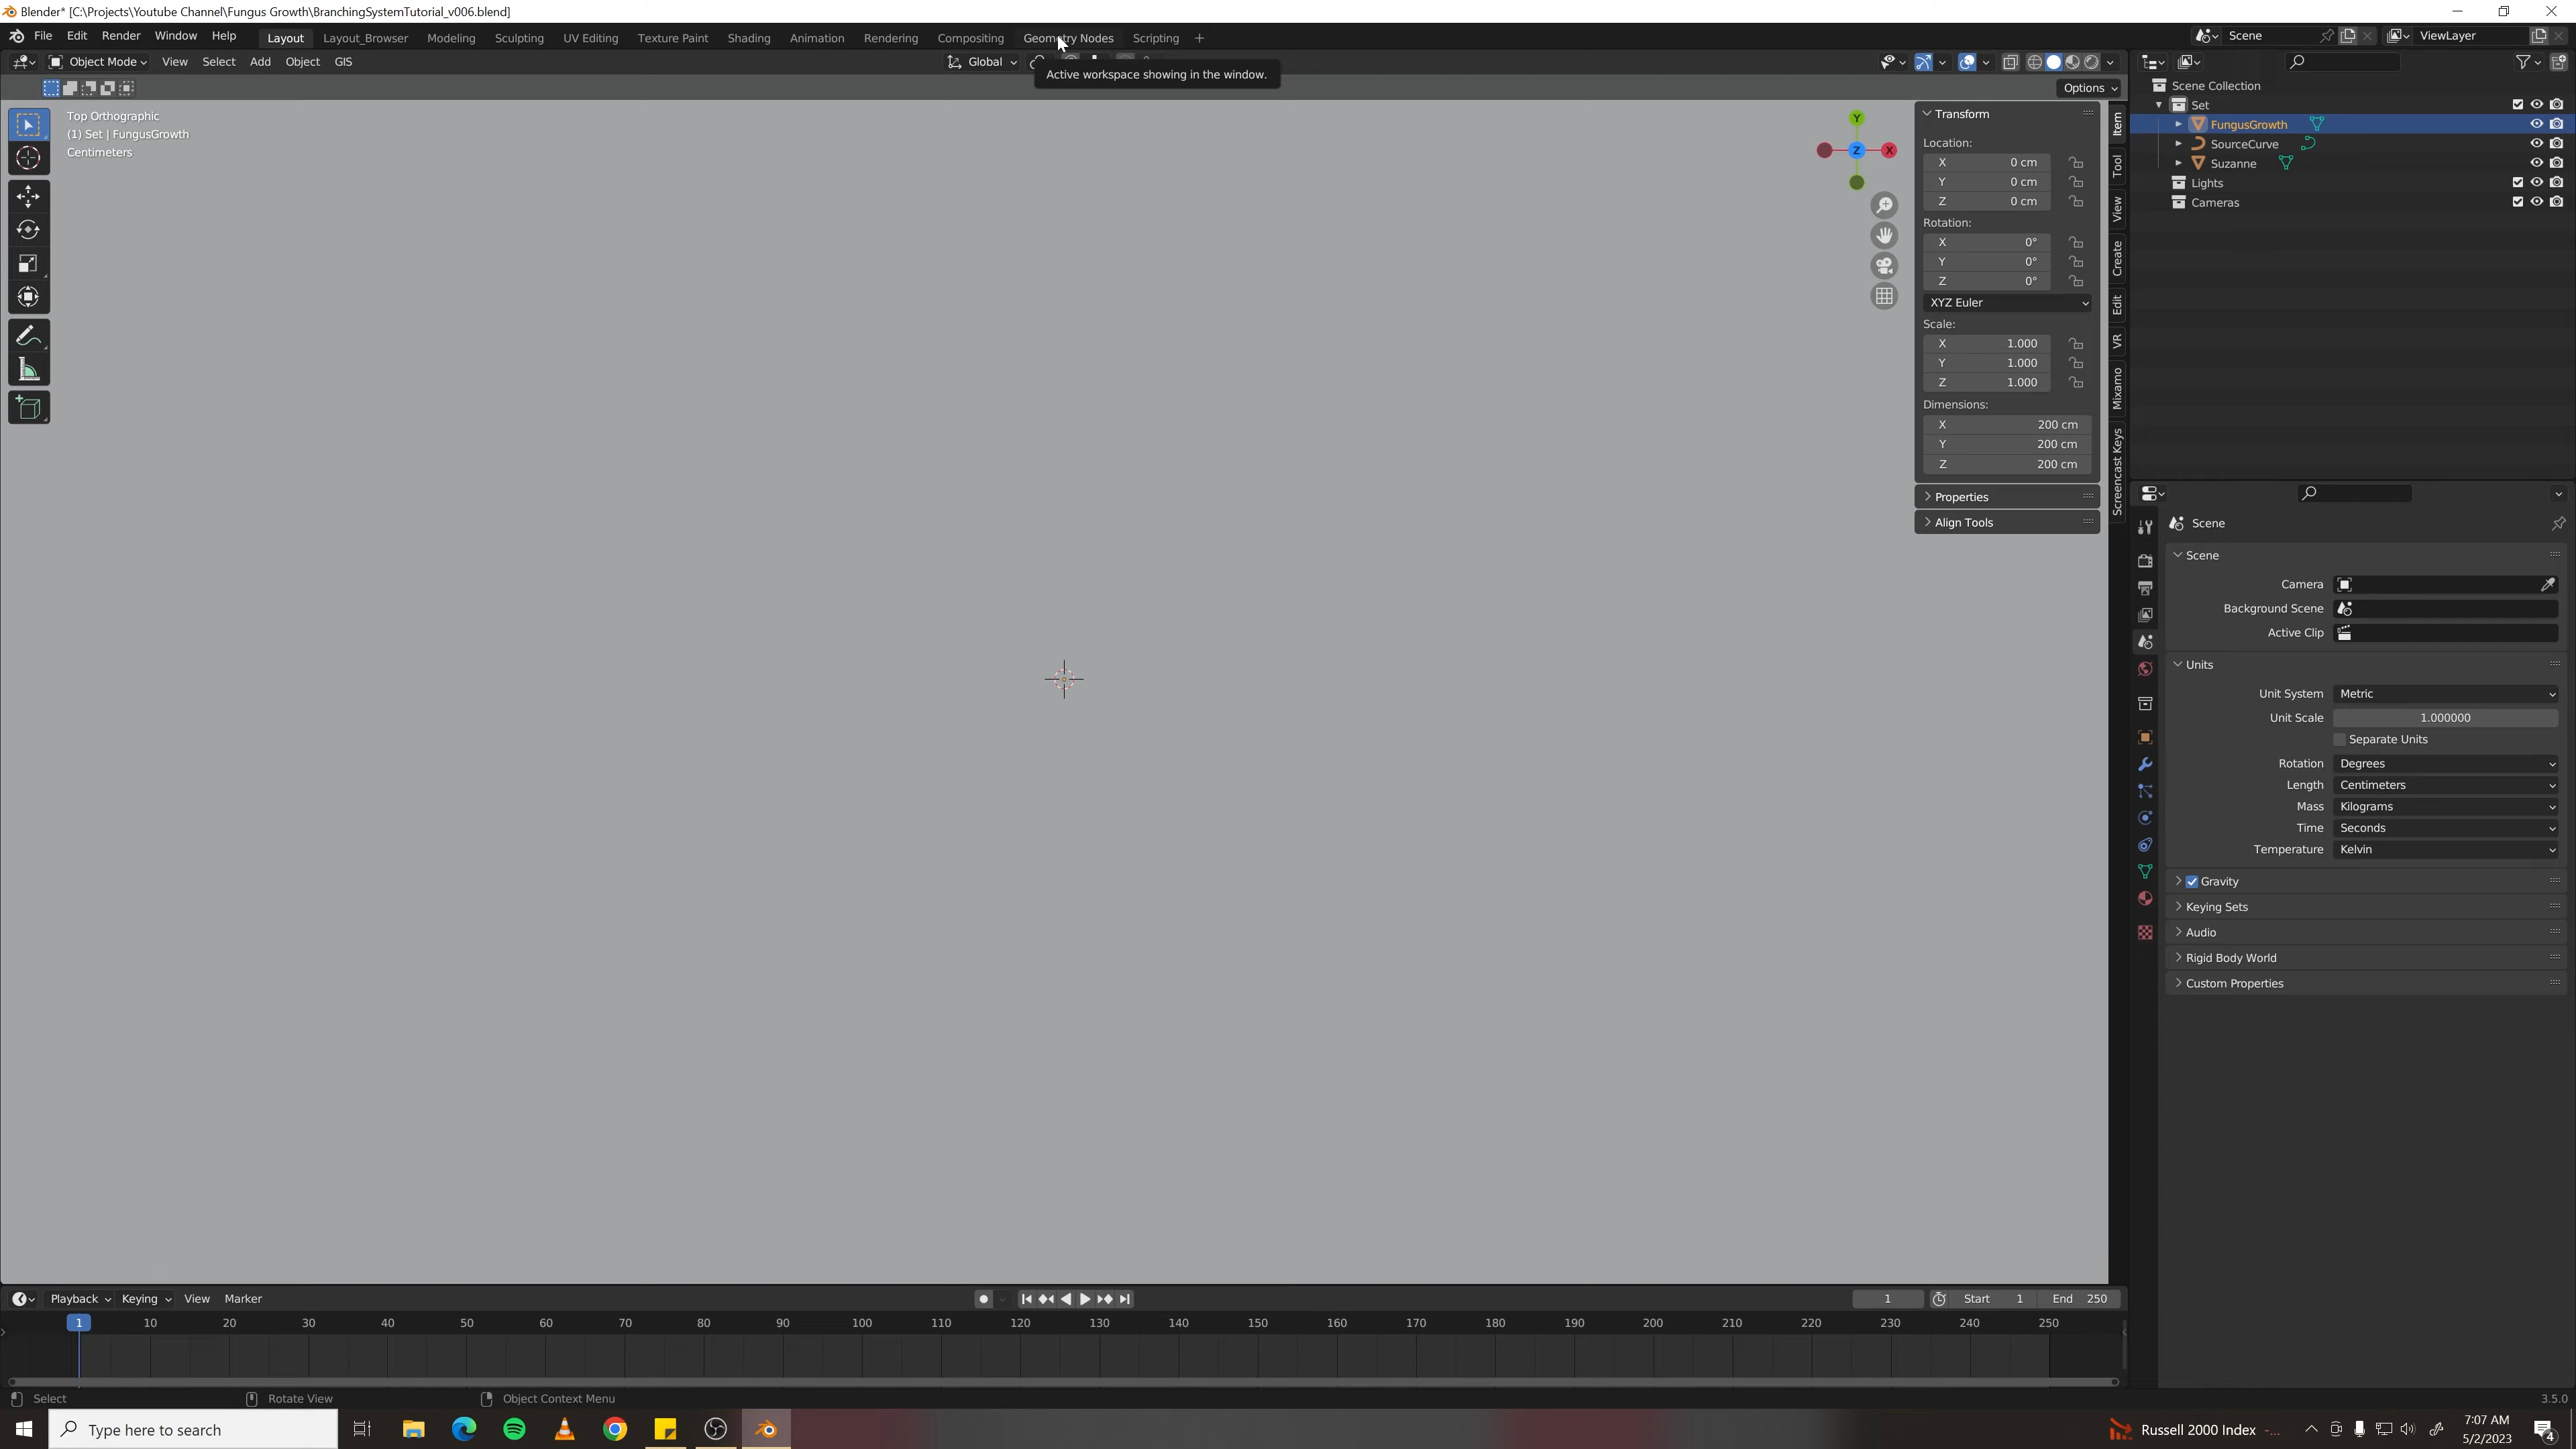 Blender* [C:\Projects\Youtube Channel\Fungus Growth\BranchingSystemTutorial_v006.blend]
File Edit Render Window Help Layout Layout_Browser Modeling Sculpting UV Editing Texture Paint Shading Animation Rendering Compositing Geometry Nodes Scripting + Scene ViewLayer
Object Mode View Select Add Object GIS Global
Active workspace showing in the window.
Options
Top Orthographic
(1) Set | FungusGrowth
Centimeters
Y
X
Z
Transform
Location:
X 0 cm
Y 0 cm
Z 0 cm
Rotation:
X 0°
Y 0°
Z 0°
XYZ Euler
Scale:
X 1.000
Y 1.000
Z 1.000
Dimensions:
X 200 cm
Y 200 cm
Z 200 cm
Properties
Align Tools
Item
Tool
View
Create
Edit
VR
Mixamo
Screencast Keys
Scene Collection
Set
FungusGrowth
SourceCurve
Suzanne
Lights
Cameras
Scene
Scene
Camera
Background Scene
Active Clip
Units
Unit System Metric
Unit Scale 1.000000
Separate Units
Rotation Degrees
Length Centimeters
Mass Kilograms
Time Seconds
Temperature Kelvin
Gravity
Keying Sets
Audio
Rigid Body World
Custom Properties
Playback Keying View Marker 1 Start 1 End 250
1 10 20 30 40 50 60 70 80 90 100 110 120 130 140 150 160 170 180 190 200 210 220 230 240 250
Select Rotate View Object Context Menu 3.5.0
Type here to search
Russell 2000 Index -...
7:07 AM
5/2/2023
4